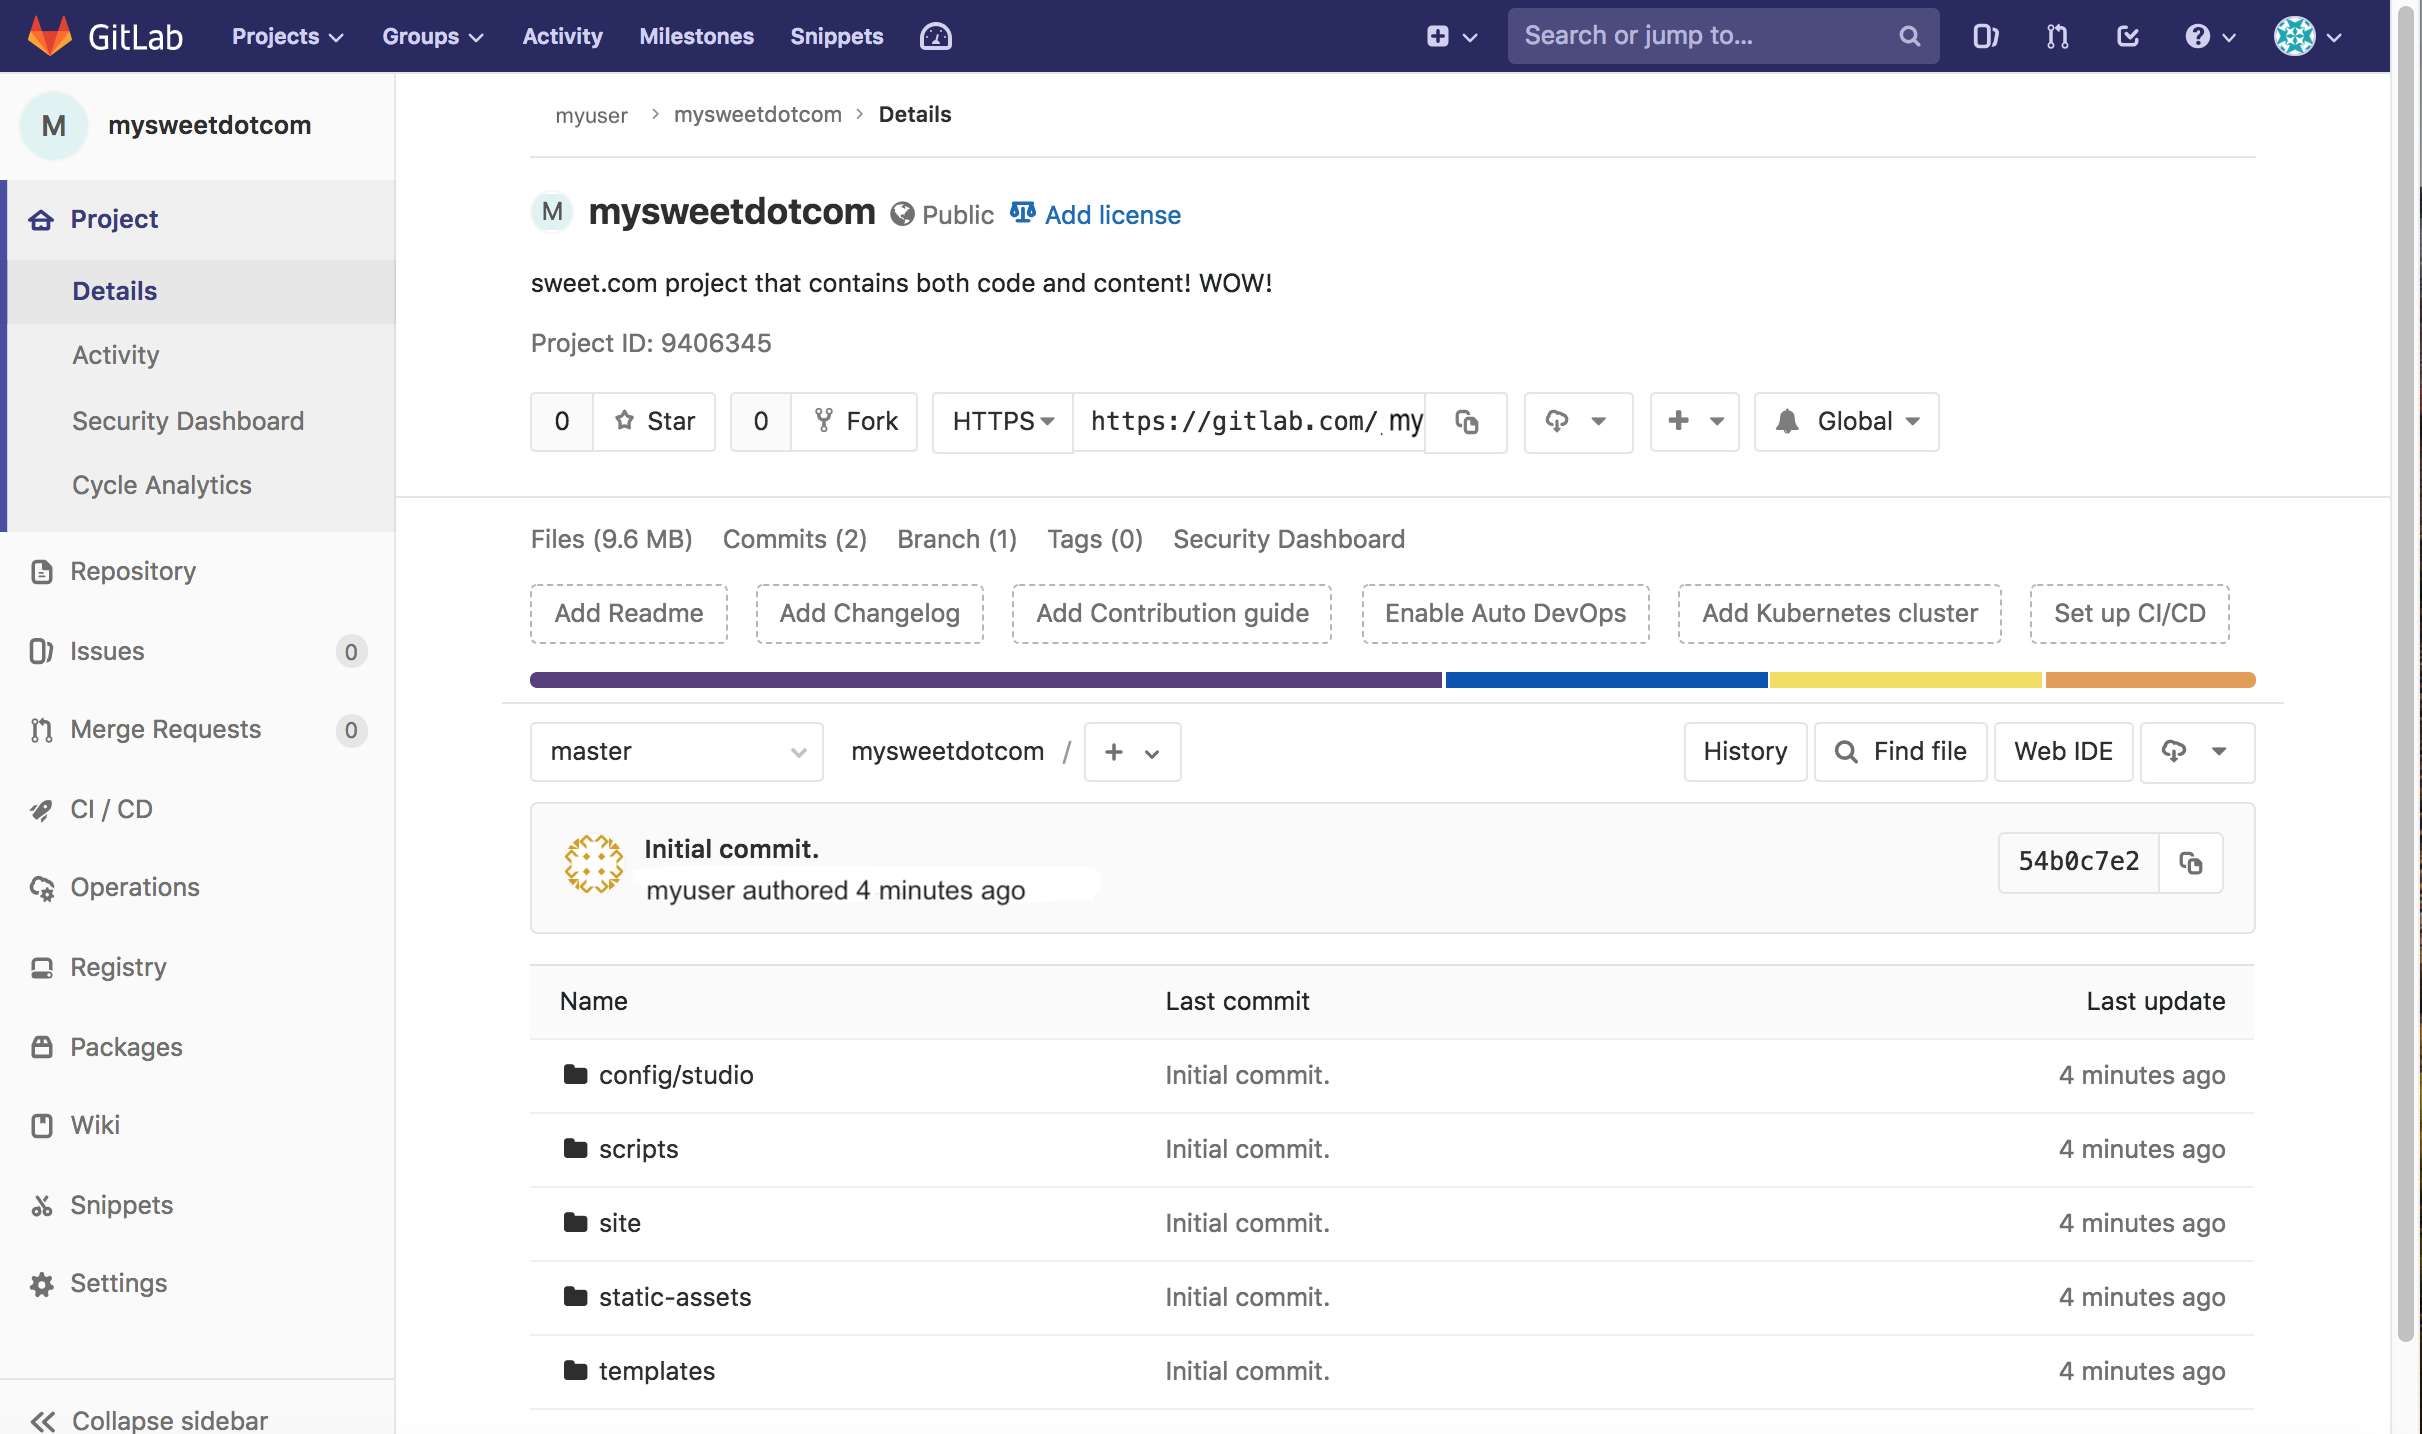 GitLab Projects Groups Activity Milestones Snippets Search or jump to...
M mysweetdotcom
Project
Details
Activity
Security Dashboard
Cycle Analytics
Repository
Issues 0
Merge Requests 0
CI / CD
Operations
Registry
Packages
Wiki
Snippets
Settings
Collapse sidebar
myuser > mysweetdotcom > Details
M mysweetdotcom Public Add license
sweet.com project that contains both code and content! WOW!
Project ID: 9406345
0 Star 0 Fork HTTPS https://gitlab.com/ my + Global
Files (9.6 MB) Commits (2) Branch (1) Tags (0) Security Dashboard
Add Readme Add Changelog Add Contribution guide Enable Auto DevOps Add Kubernetes cluster Set up CI/CD
master mysweetdotcom / + History Find file Web IDE
Initial commit.
myuser authored 4 minutes ago
54b0c7e2
Name Last commit Last update
config/studio Initial commit. 4 minutes ago
scripts Initial commit. 4 minutes ago
site Initial commit. 4 minutes ago
static-assets Initial commit. 4 minutes ago
templates Initial commit. 4 minutes ago